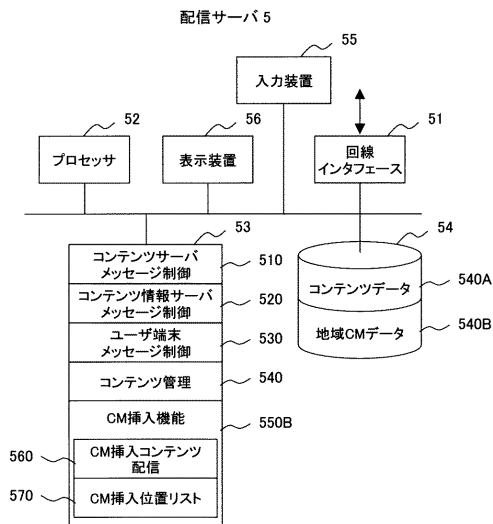 配信サーバ 5
55
入力装置
52
プロセッサ
56
表示装置
51
回線
インタフェース
53
コンテンツサーバ
メッセージ制御
510
コンテンツ情報サーバ
メッセージ制御
520
ユーザ端末
メッセージ制御
530
コンテンツ管理
540
CM挿入機能
550B
560
CM挿入コンテンツ
配信
570
CM挿入位置リスト
54
コンテンツデータ
540A
地域CMデータ
540B